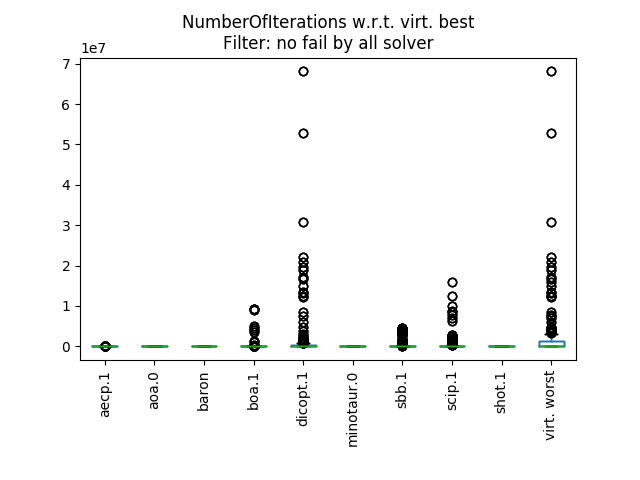 NumberOfIterations w.r.t. virt. best
Filter: no fail by all solver
1e7
7
6
5
4
3
2
1
0
aecp.1
aoa.0
baron
boa.1
dicopt.1
minotaur.0
sbb.1
scip.1
shot.1
virt. worst